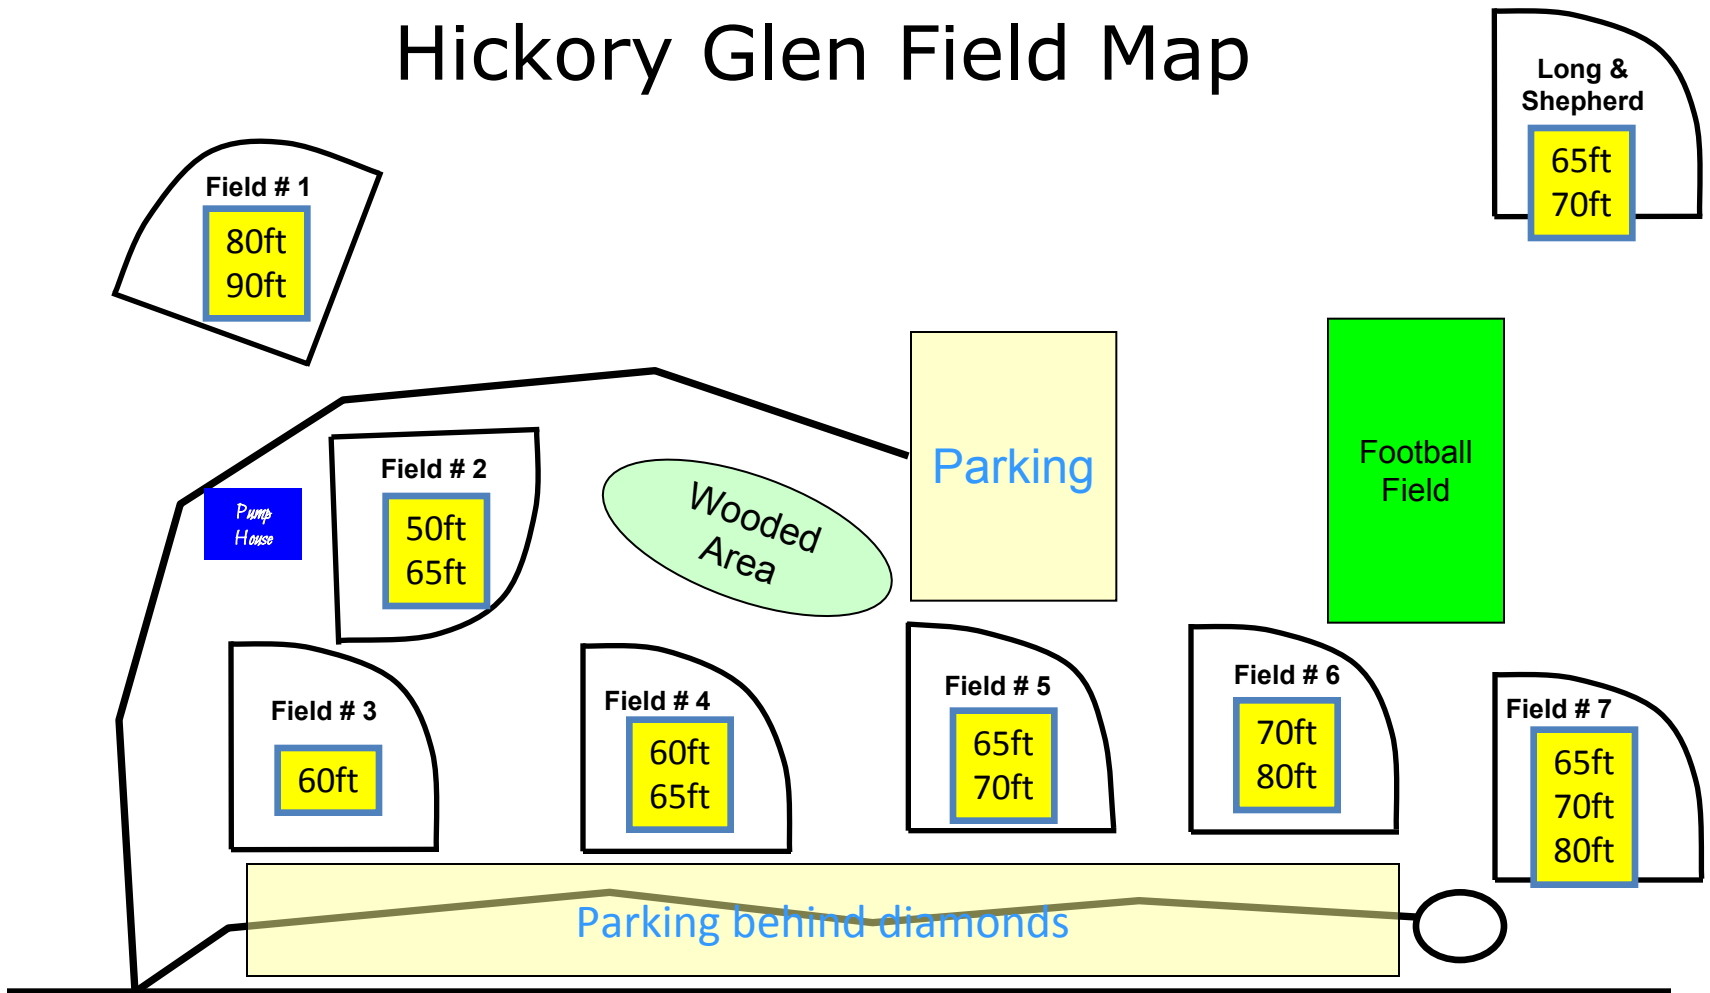 Hickory Glen Field Map
Long &
Shepherd
65ft
70ft
Field # 1
80ft
90ft
Parking
Football
Field
Field # 2
50ft
65ft
Wooded
Area
Pump
House
Field # 3
60ft
Field # 4
60ft
65ft
Field # 5
65ft
70ft
Field # 6
70ft
80ft
Field # 7
65ft
70ft
80ft
Parking behind diamonds